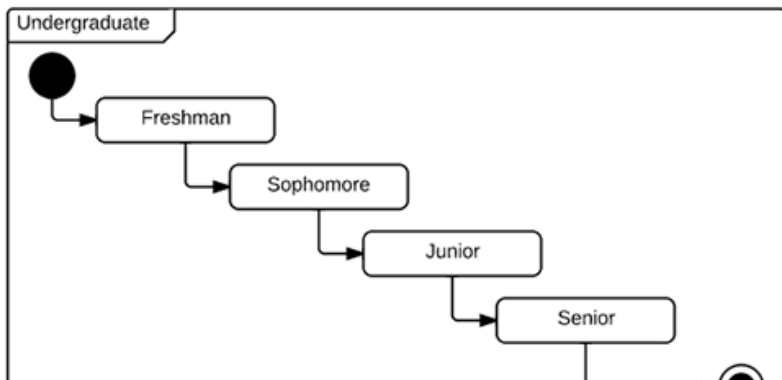 Undergraduate
Freshman
Sophomore
Junior
Senior